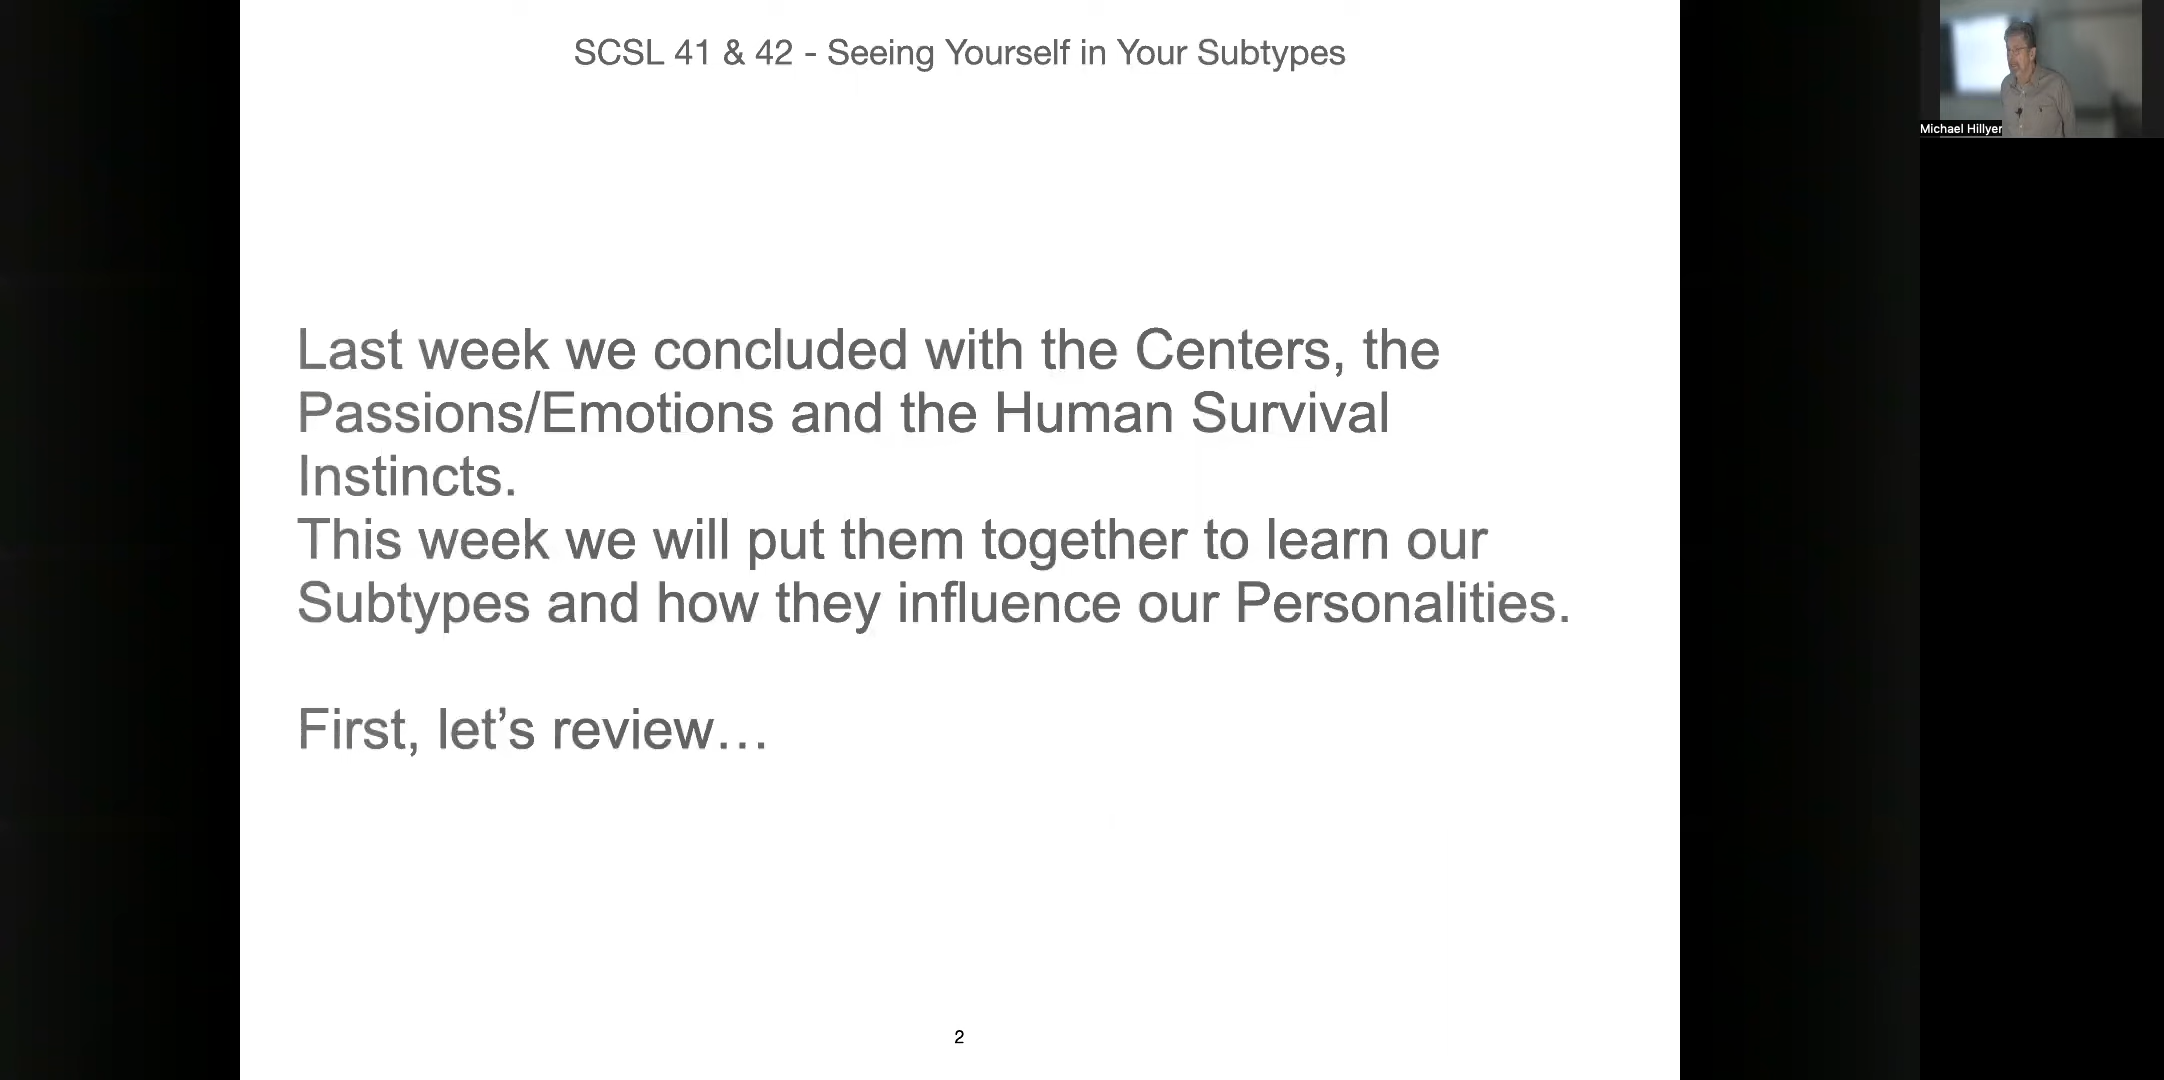 SCSL 41 & 42 - Seeing Yourself in Your Subtypes
Michael Hillyer
Last week we concluded with the Centers, the
Passions/Emotions and the Human Survival
Instincts.
This week we will put them together to learn our
Subtypes and how they influence our Personalities.
First, let’s review…
2